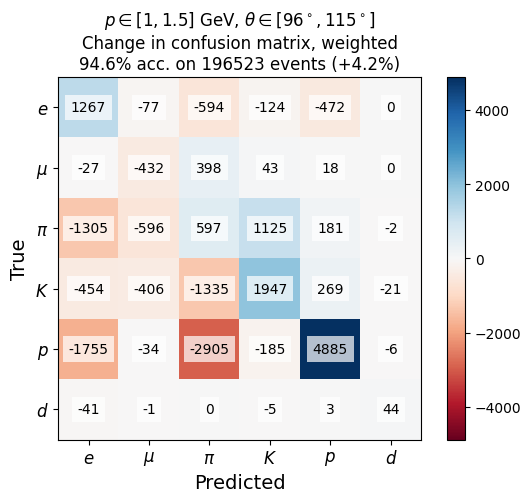 p ∈ [1, 1.5] GeV, θ ∈ [96°, 115°]
Change in confusion matrix, weighted
94.6% acc. on 196523 events (+4.2%)
e 1267 -77 -594 -124 -472 0
μ -27 -432 398 43 18 0
π -1305 -596 597 1125 181 -2
K -454 -406 -1335 1947 269 -21
p -1755 -34 -2905 -185 4885 -6
d -41 -1 0 -5 3 44
e μ π K p d
Predicted
True
4000
2000
0
−2000
−4000